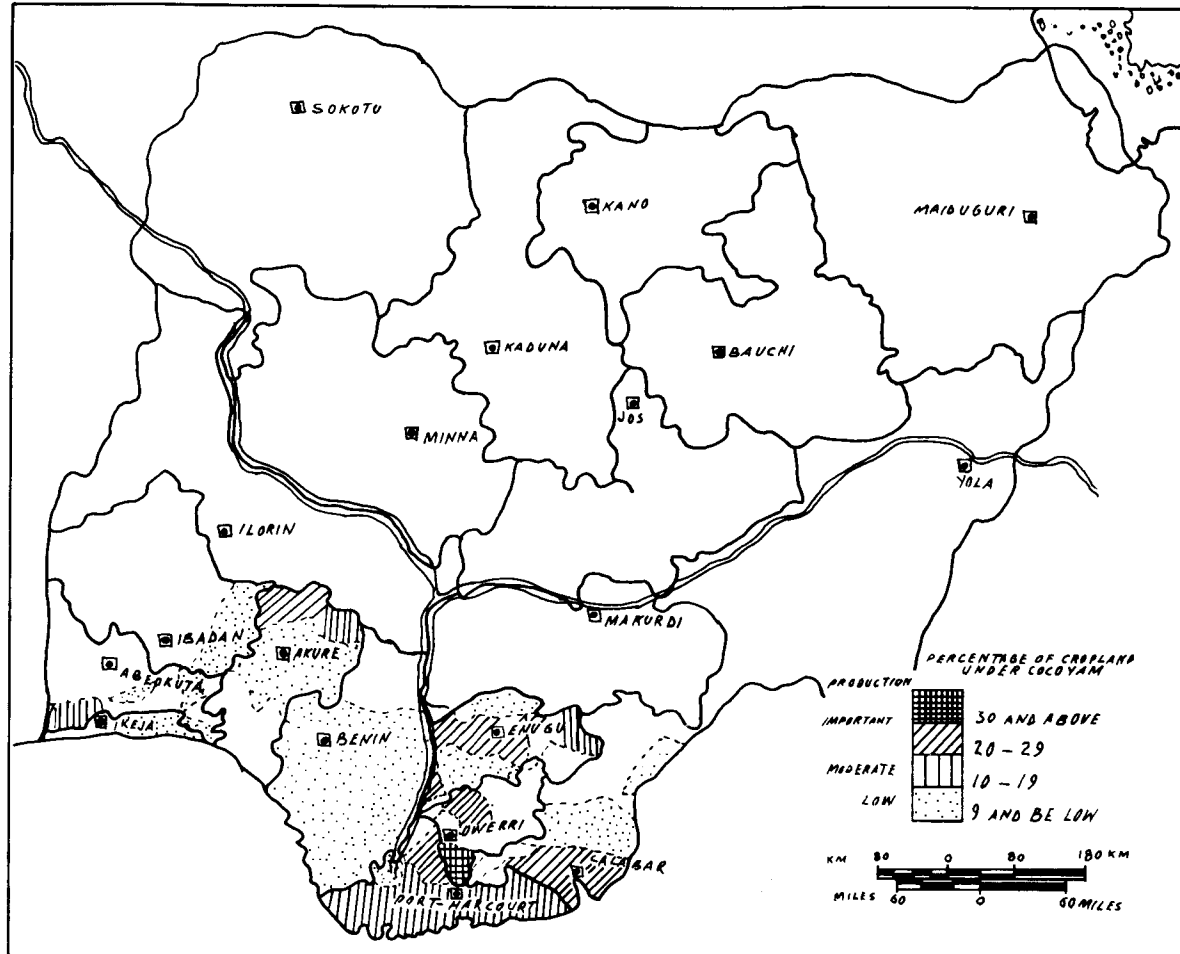 SOKOTU
KANO
MAIDUGURI
KADUNA
BAUCHI
JOS
MINNA
YOLA
ILORIN
MAKURDI
IBADAN
AKURE
ABEOKUTA
IKEJA
BENIN
ENUGU
OWERRI
CALABAR
PORT-HARCOURT
PERCENTAGE OF CROPLAND
UNDER COCOYAM
PRODUCTION
IMPORTANT
30 AND ABOVE
20 - 29
MODERATE
10 - 19
LOW
9 AND BE LOW
KM 80 0 80 180 KM
MILES 60 0 60 MILES